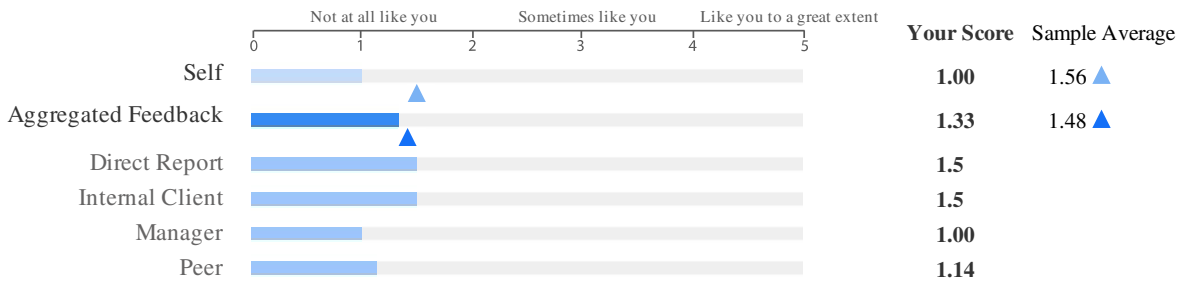 Not at all like you Sometimes like you Like you to a great extent
0 1 2 3 4 5 Your Score Sample Average
Self 1.00 1.56
Aggregated Feedback 1.33 1.48
Direct Report 1.5
Internal Client 1.5
Manager 1.00
Peer 1.14